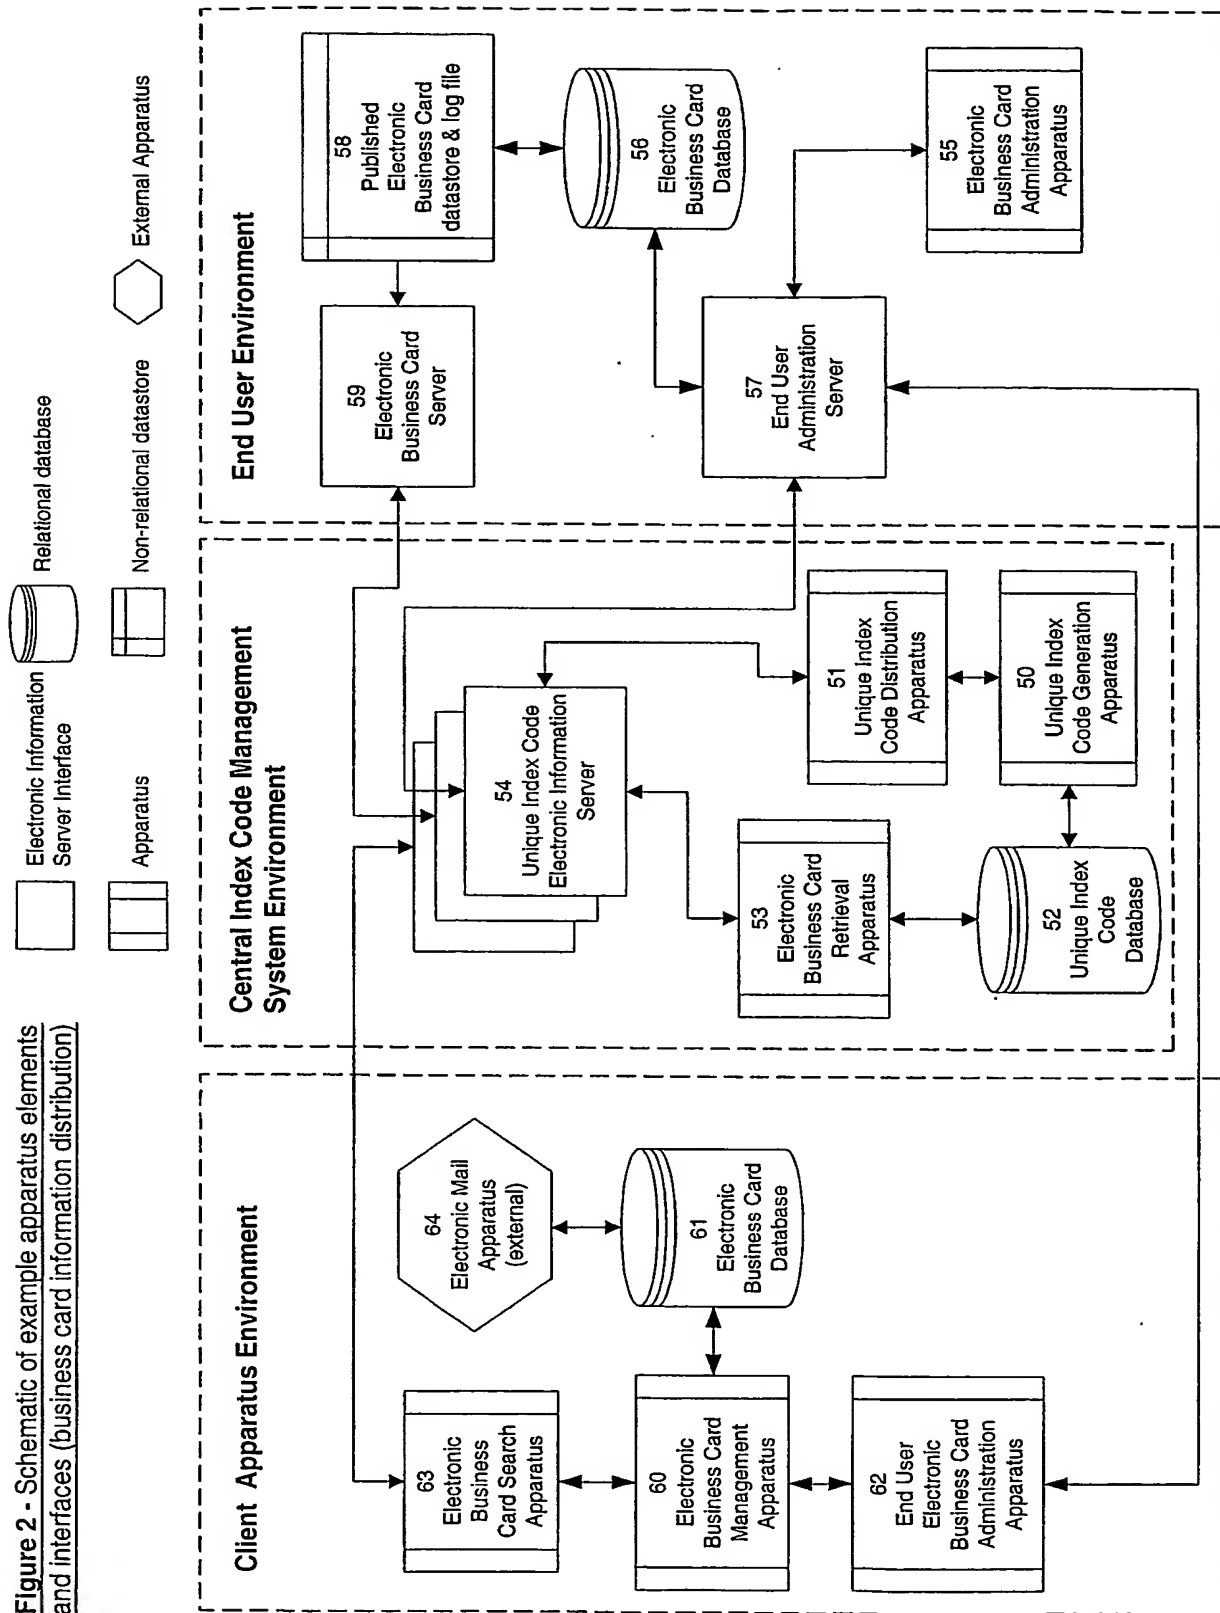 Figure 2 - Schematic of example apparatus elements
and interfaces (business card information distribution)
Electronic Information
Server Interface
Relational database
Apparatus
Non-relational datastore
External Apparatus
Client Apparatus Environment
63
Electronic
Business
Card Search
Apparatus
64
Electronic Mail
Apparatus
(external)
60
Electronic
Business Card
Management
Apparatus
61
Electronic
Business Card
Database
62
End User
Electronic
Business Card
Administration
Apparatus
Central Index Code Management
System Environment
54
Unique Index Code
Electronic Information
Server
53
Electronic
Business Card
Retrieval
Apparatus
51
Unique Index
Code Distribution
Apparatus
52
Unique Index
Code
Database
50
Unique Index
Code Generation
Apparatus
End User Environment
59
Electronic
Business Card
Server
58
Published
Electronic
Business Card
datastore & log file
56
Electronic
Business Card
Database
57
End User
Administration
Server
55
Electronic
Business Card
Administration
Apparatus